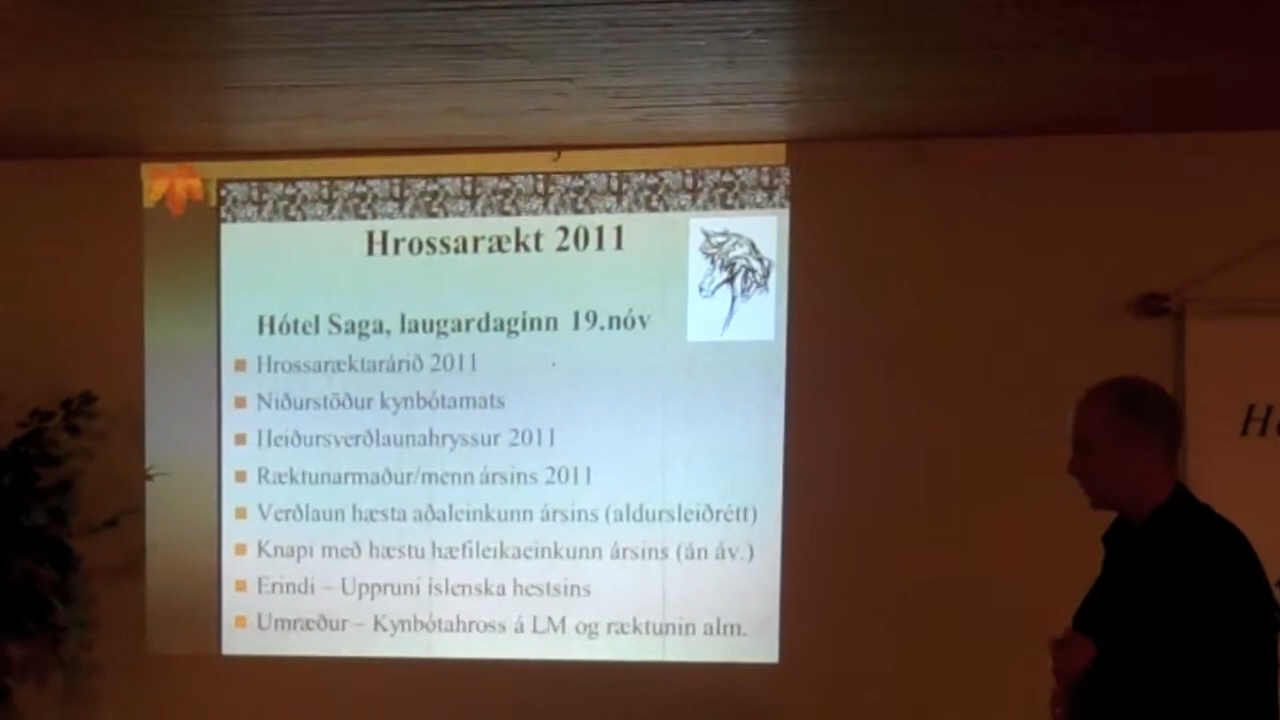 Hrossarækt 2011
Hótel Saga, laugardaginn 19.nóv
Hrossaræktarárið 2011
Niðurstöður kynbótamats
Heiðursverðlaunahryssur 2011
Ræktunarmaður/menn ársins 2011
Verðlaun hæsta aðaleinkunn ársins (aldursleiðrétt)
Knapi með hæstu hæfileikaeinkunn ársins (án áv.)
Erindi – Uppruni íslenska hestsins
Umræður – Kynbótahross á LM og ræktunin alm.